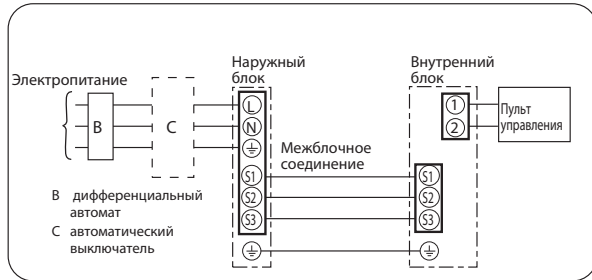 Электропитание
B
C
Наружный
блок
L
N
S1
S2
S3
Межблочное
соединение
Внутренний
блок
1
2
S1
S2
S3
Пульт
управления
B дифференциальный
автомат
C автоматический
выключатель